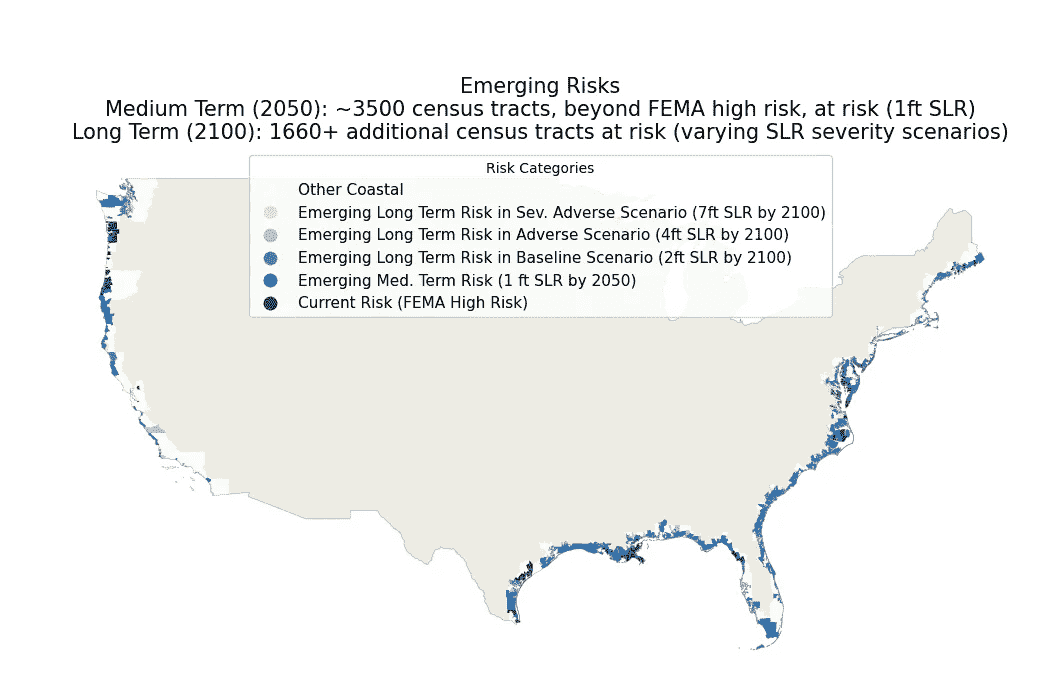 Emerging Risks
Medium Term (2050): ~3500 census tracts, beyond FEMA high risk, at risk (1ft SLR)
Long Term (2100): 1660+ additional census tracts at risk (varying SLR severity scenarios)
Risk Categories
Other Coastal
Emerging Long Term Risk in Sev. Adverse Scenario (7ft SLR by 2100)
Emerging Long Term Risk in Adverse Scenario (4ft SLR by 2100)
Emerging Long Term Risk in Baseline Scenario (2ft SLR by 2100)
Emerging Med. Term Risk (1 ft SLR by 2050)
Current Risk (FEMA High Risk)